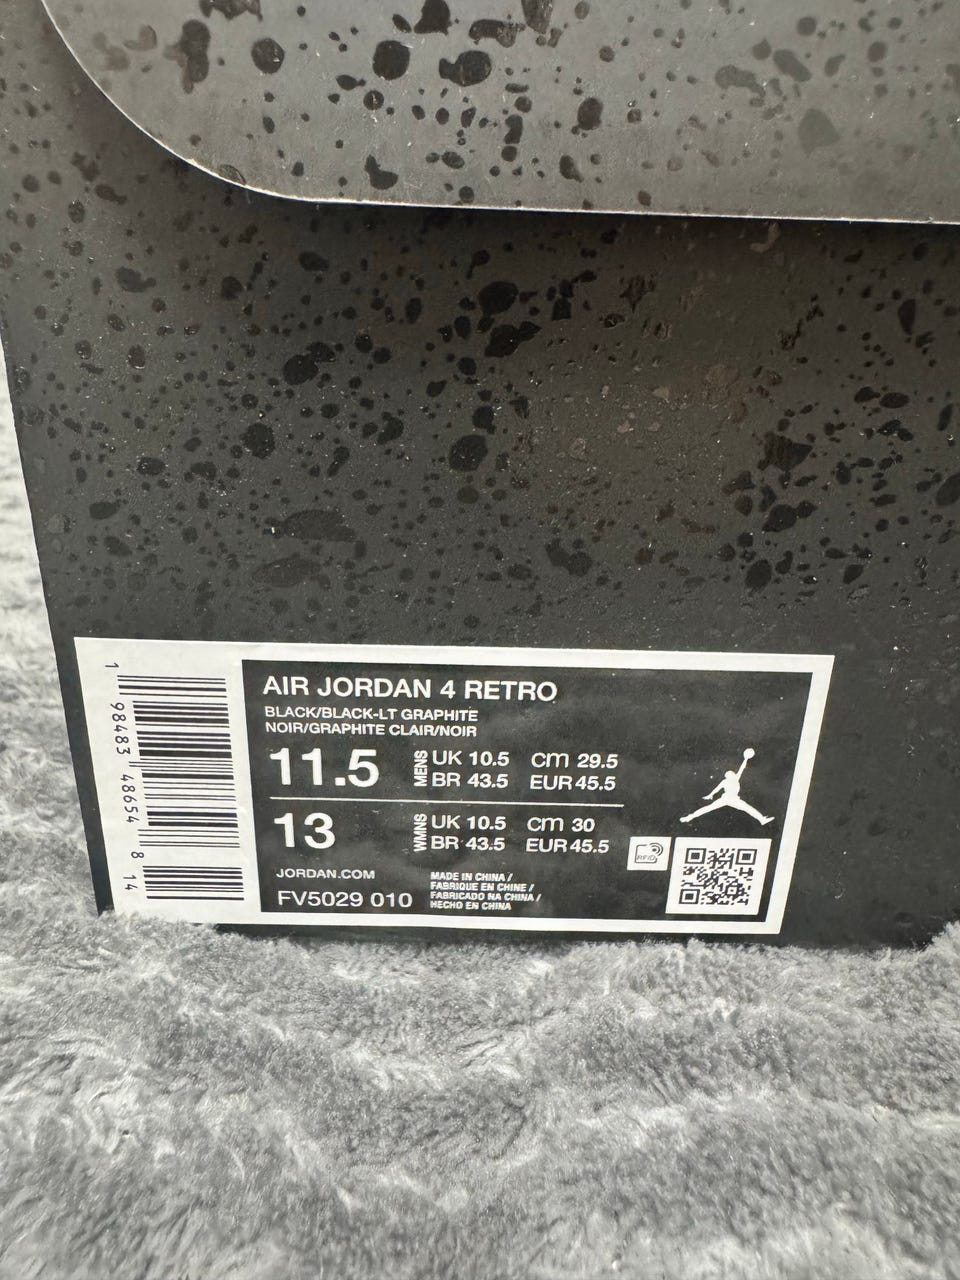 AIR JORDAN 4 RETRO
BLACK/BLACK-LT GRAPHITE
NOIR/GRAPHITE CLAIR/NOIR
11.5 MENS UK 10.5 CM 29.5
BR 43.5 EUR 45.5
13 WMNS UK 10.5 CM 30
BR 43.5 EUR 45.5
RFID
JORDAN.COM
FV5029 010
MADE IN CHINA /
FABRIQUE EN CHINE /
FABRICADO NA CHINA /
HECHO EN CHINA
1 98483 48654 8 14